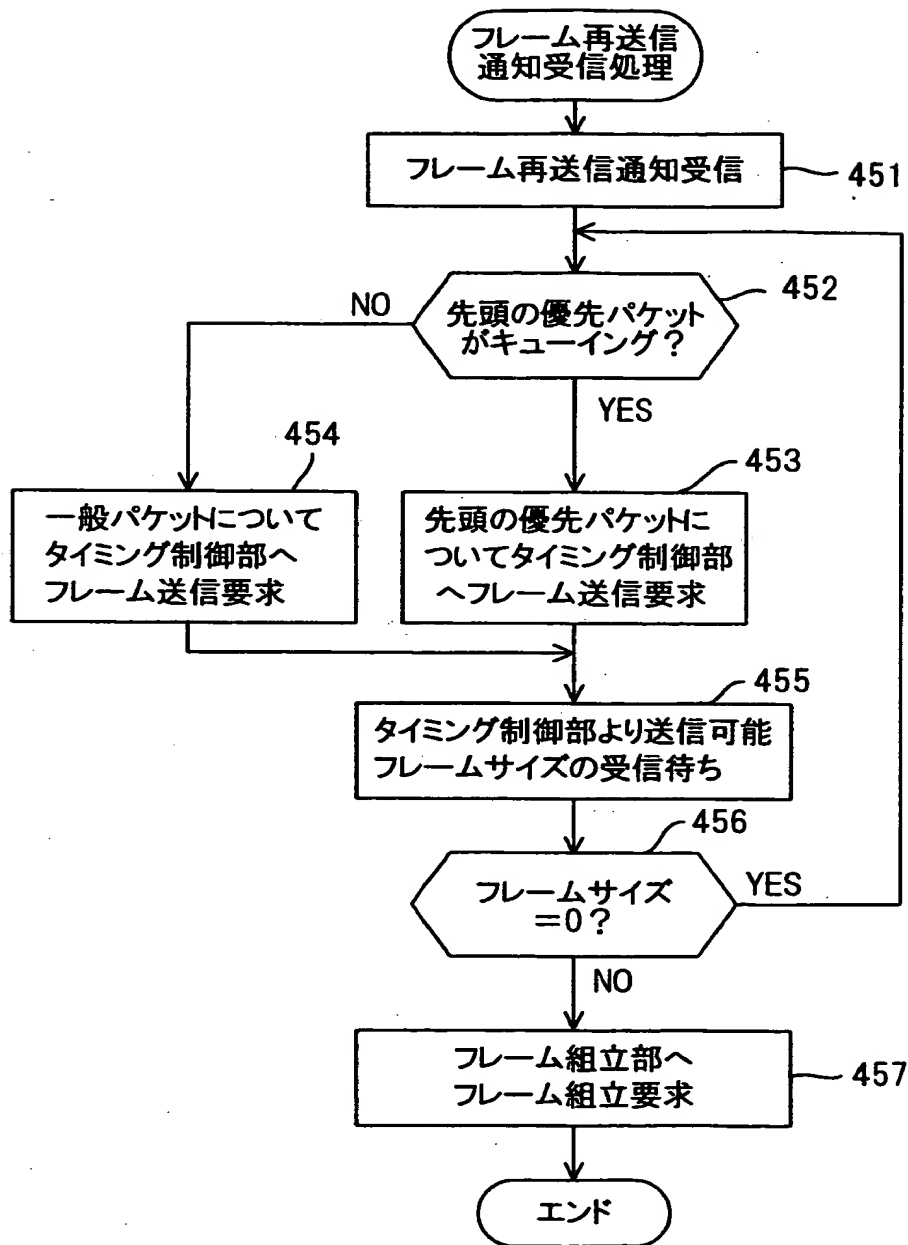 フレーム再送信
通知受信処理
フレーム再送信通知受信
451
先頭の優先パケット
がキューイング？
452
NO
YES
454
一般パケットについて
タイミング制御部へ
フレーム送信要求
453
先頭の優先パケットに
ついてタイミング制御部
へフレーム送信要求
455
タイミング制御部より送信可能
フレームサイズの受信待ち
456
フレームサイズ
=0？
YES
NO
フレーム組立部へ
フレーム組立要求
457
エンド